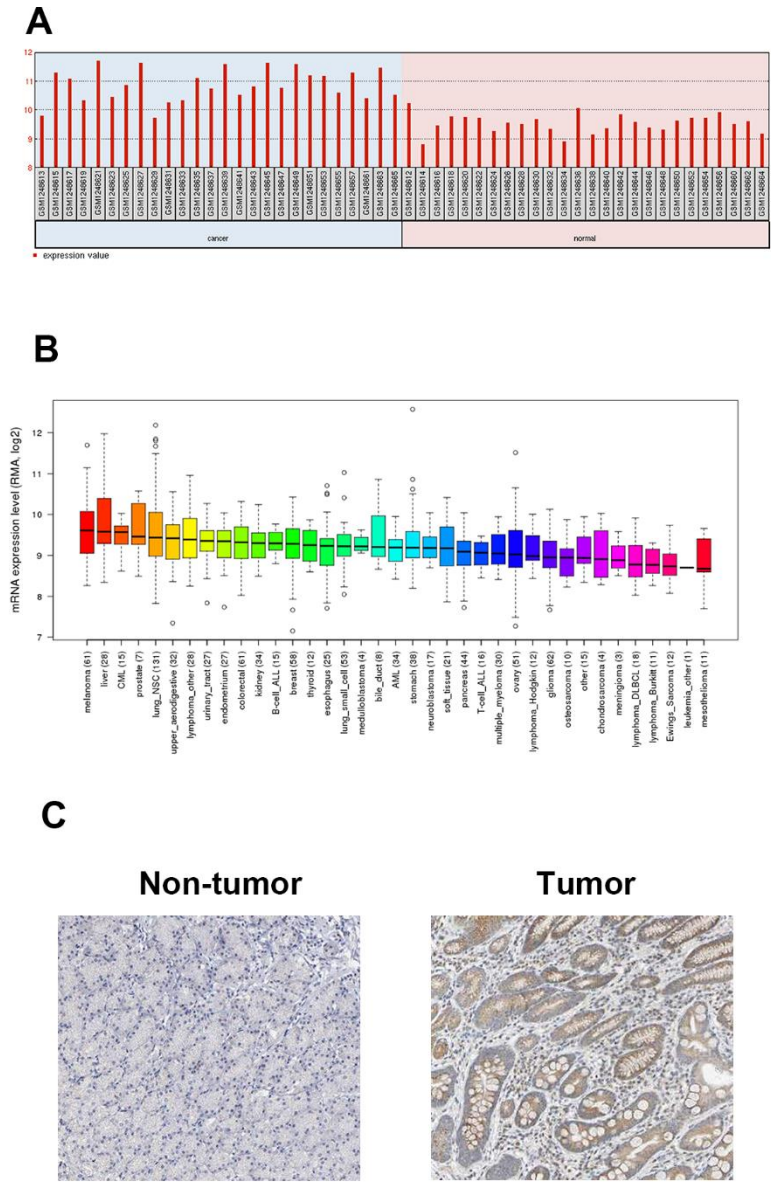 A
12
11
10
9
8
GSM1248613
GSM1248615
GSM1248617
GSM1248619
GSM1248621
GSM1248623
GSM1248625
GSM1248627
GSM1248629
GSM1248631
GSM1248633
GSM1248635
GSM1248637
GSM1248639
GSM1248641
GSM1248643
GSM1248645
GSM1248647
GSM1248649
GSM1248651
GSM1248653
GSM1248655
GSM1248657
GSM1248661
GSM1248663
GSM1248665
GSM1248612
GSM1248614
GSM1248616
GSM1248618
GSM1248620
GSM1248622
GSM1248624
GSM1248626
GSM1248628
GSM1248630
GSM1248632
GSM1248634
GSM1248636
GSM1248638
GSM1248640
GSM1248642
GSM1248644
GSM1248646
GSM1248648
GSM1248650
GSM1248652
GSM1248654
GSM1248656
GSM1248660
GSM1248662
GSM1248664
cancer
normal
expression value
B
mRNA expression level (RMA, log2)
12
11
10
9
8
7
melanoma (61)
liver (28)
CML (15)
prostate (7)
lung_NSC (131)
upper_aerodigestive (32)
lymphoma_other (28)
urinary_tract (27)
endometrium (27)
colorectal (61)
kidney (34)
B-cell_ALL (15)
breast (58)
thyroid (12)
esophagus (25)
lung_small_cell (53)
medulloblastoma (4)
bile_duct (8)
AML (34)
stomach (38)
neuroblastoma (17)
soft_tissue (21)
pancreas (44)
T-cell_ALL (16)
multiple_myeloma (30)
ovary (51)
lymphoma_Hodgkin (12)
glioma (62)
osteosarcoma (10)
other (15)
chondrosarcoma (4)
meningioma (3)
lymphoma_DLBCL (18)
lymphoma_Burkitt (11)
Ewings_Sarcoma (12)
leukemia_other (1)
mesothelioma (11)
C
Non-tumor
Tumor